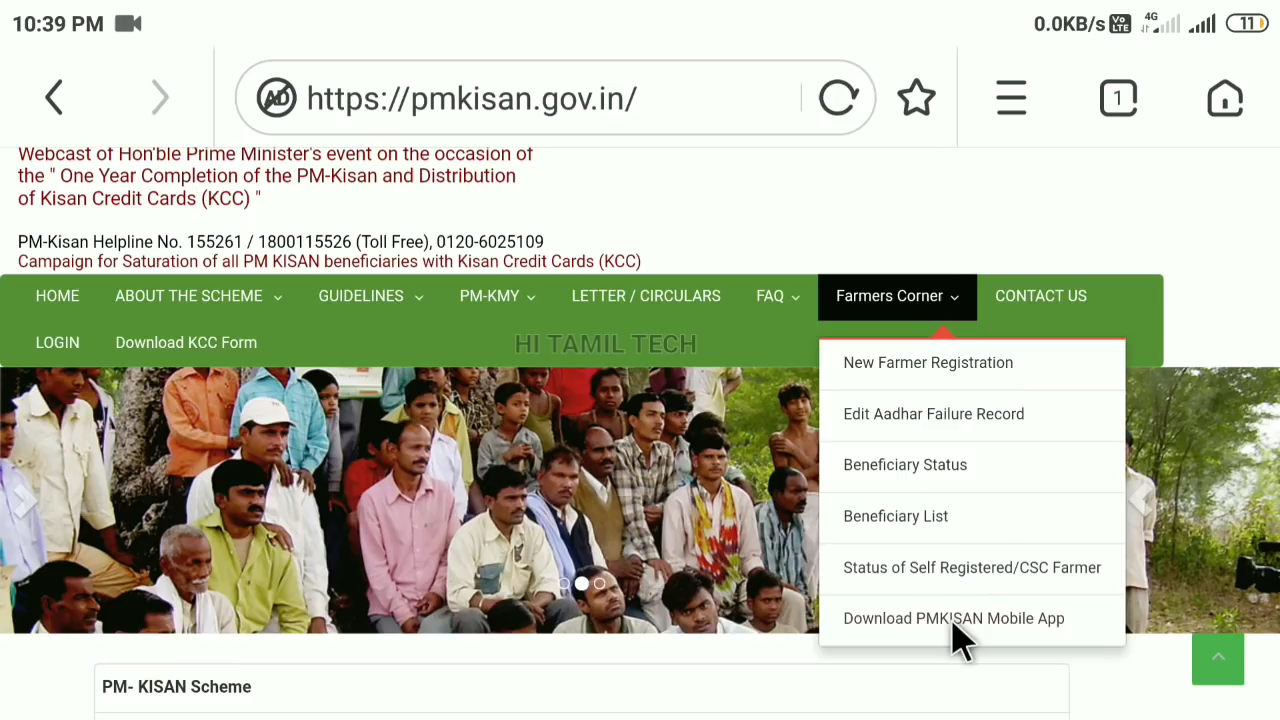 10:39 PM
0.0KB/s Vo LTE 4G 11
AD https://pmkisan.gov.in/ 1
Webcast of Hon'ble Prime Minister's event on the occasion of
the " One Year Completion of the PM-Kisan and Distribution
of Kisan Credit Cards (KCC) "
PM-Kisan Helpline No. 155261 / 1800115526 (Toll Free), 0120-6025109
Campaign for Saturation of all PM KISAN beneficiaries with Kisan Credit Cards (KCC)
HOME ABOUT THE SCHEME GUIDELINES PM-KMY LETTER / CIRCULARS FAQ Farmers Corner CONTACT US
LOGIN Download KCC Form
HI TAMIL TECH
New Farmer Registration
Edit Aadhar Failure Record
Beneficiary Status
Beneficiary List
Status of Self Registered/CSC Farmer
Download PMKISAN Mobile App
PM- KISAN Scheme